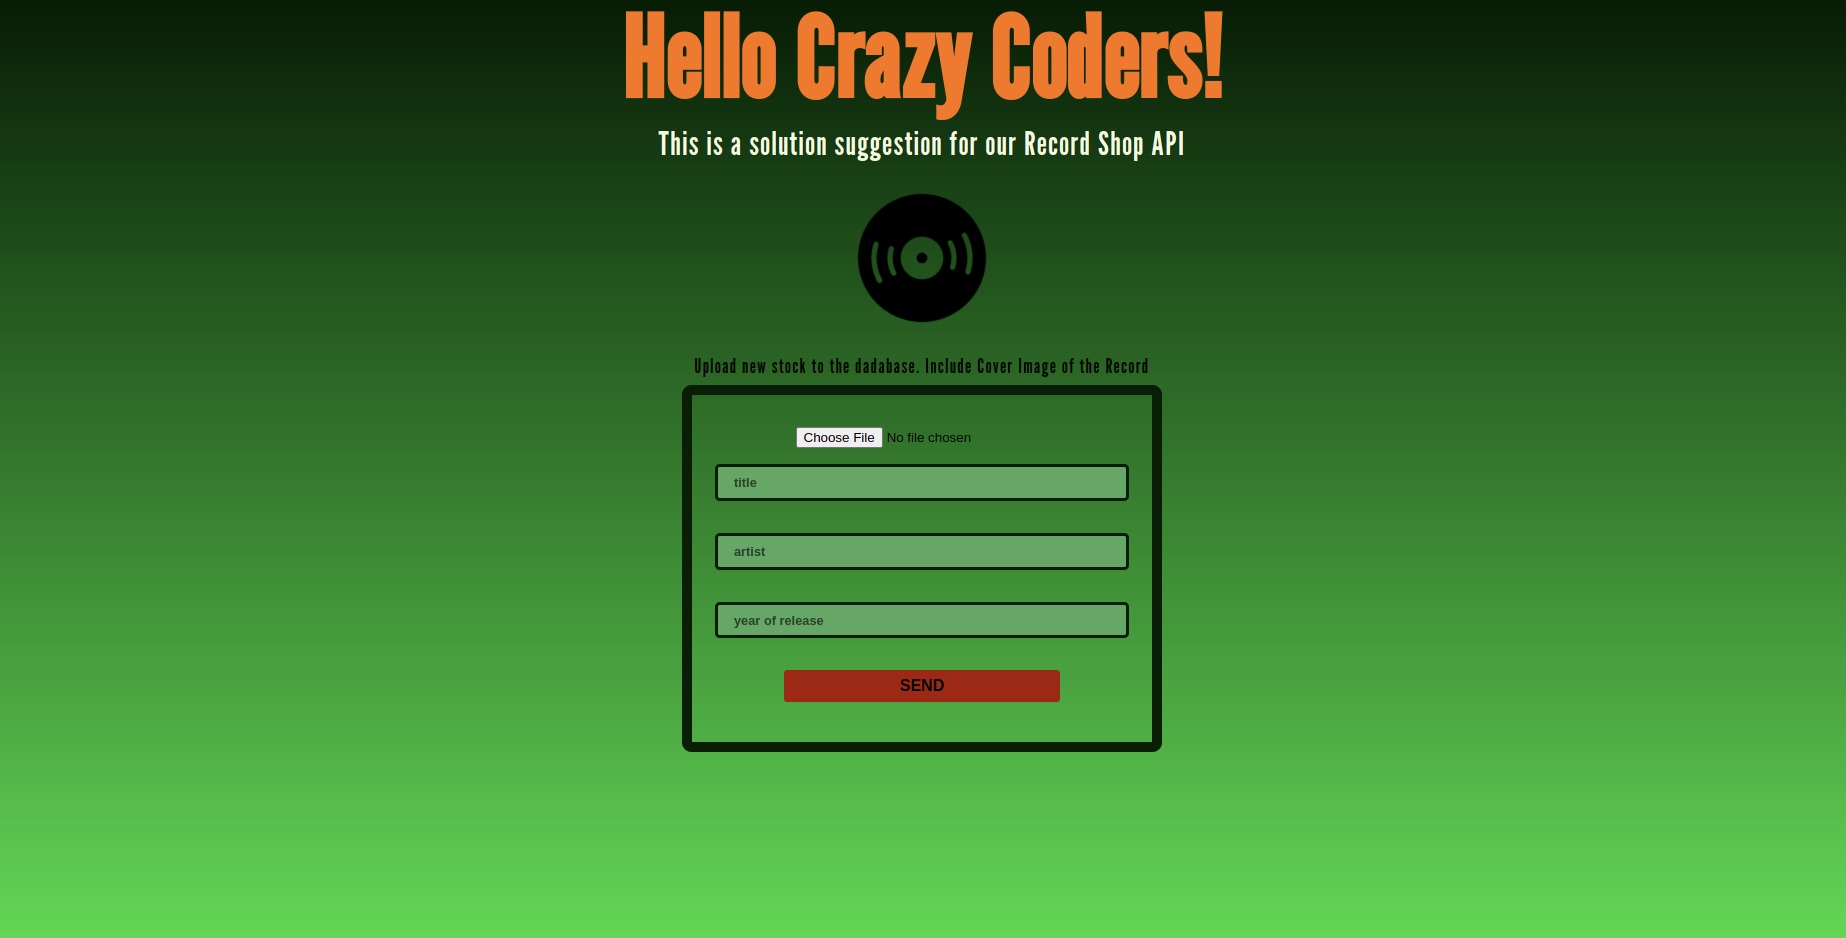 Hello Crazy Coders!
This is a solution suggestion for our Record Shop API
Upload new stock to the dadabase. Include Cover Image of the Record
Choose File No file chosen
title
artist
year of release
SEND